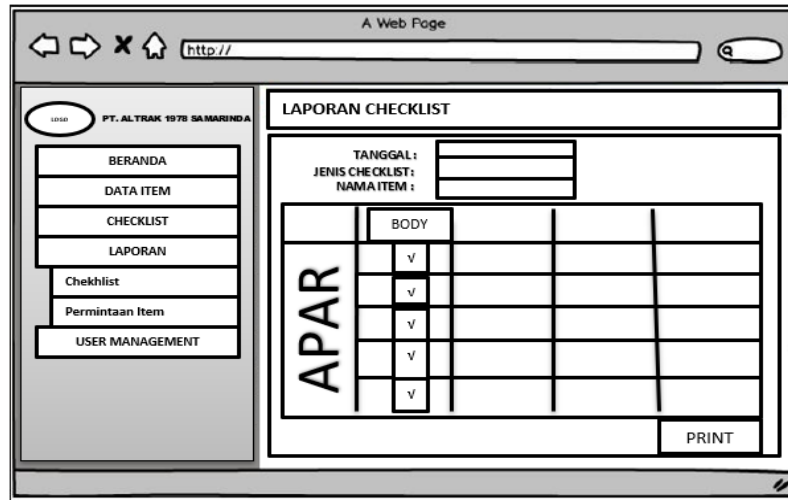 A Web Page
http://
LOGO
PT. ALTRAK 1978 SAMARINDA
BERANDA
DATA ITEM
CHECKLIST
LAPORAN
Chekhlist
Permintaan Item
USER MANAGEMENT
LAPORAN CHECKLIST
TANGGAL :
JENIS CHECKLIST:
NAMA ITEM :
BODY
APAR
√
√
√
√
√
PRINT